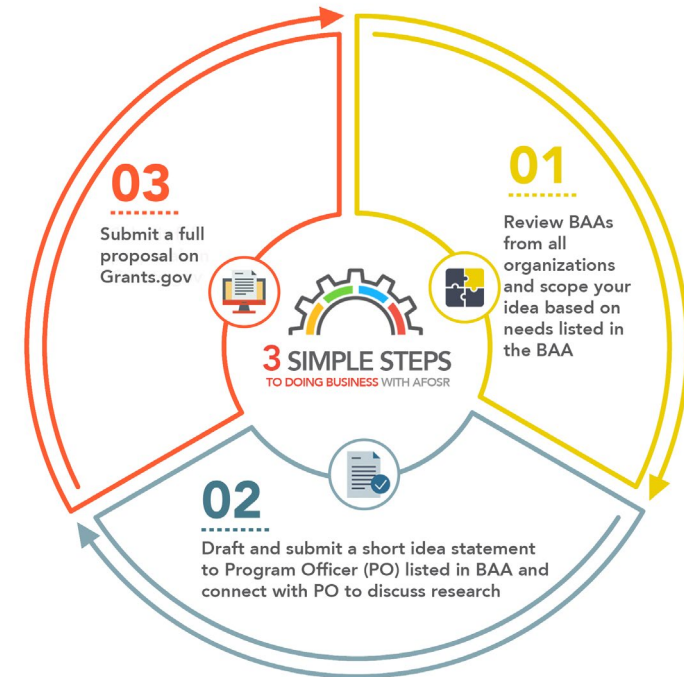 3 SIMPLE STEPS
TO DOING BUSINESS WITH AFOSR
01
Review BAAs
from all
organizations
and scope your
idea based on
needs listed in
the BAA
02
Draft and submit a short idea statement
to Program Officer (PO) listed in BAA and
connect with PO to discuss research
03
Submit a full
proposal on
Grants.gov